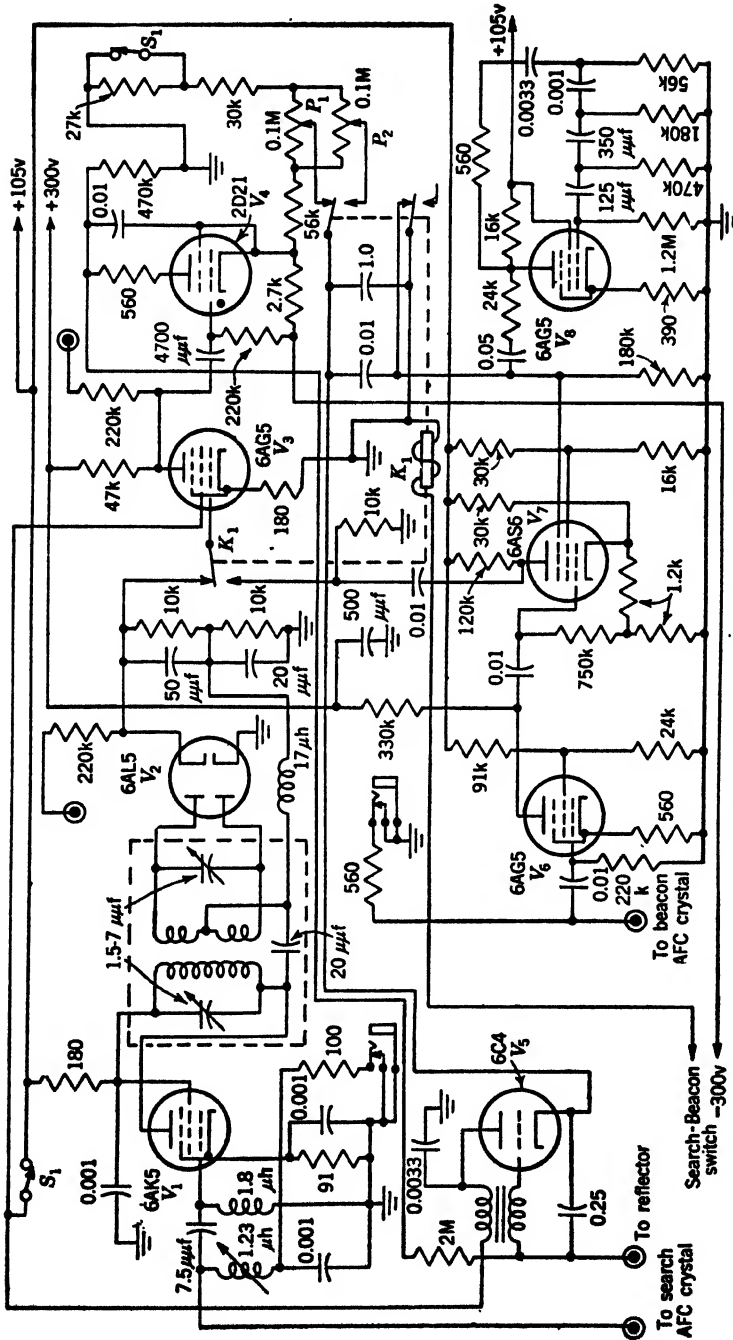 +105v
+300v
S₁
180
0.001
6AK5
V₁
7.5μμf
1.23
μh
1.8
μh
0.001
91
0.001
100
1.5-7 μμf
20 μμf
17μh
220k
6AL5
V₂
50
μμf
20
μμf
10k
10k
K₁
47k
220k
6AG5
V₃
180
4700
μμf
220k
560
0.01
470k
2D21
V₄
2.7k
56k
27k
S₁
30k
0.1M
P₁
0.1M
P₂
0.01
1.0
K₁
10k
500
μμf
0.01
330k
560
91k
24k
560
6AG5
V₆
0.01
220
k
To beacon
AFC crystal
0.01
750k
1.2k
120k
30k
30k
16k
6AS6
V₇
0.05
24k
16k
180k
560
+105v
6AG5
V₈
390
1.2M
125
μμf
470k
350
μμf
180k
0.001
0.0033
56k
0.0033
6C4
V₅
2M
0.25
To reflector
To search
AFC crystal
Search-Beacon
switch
-300v